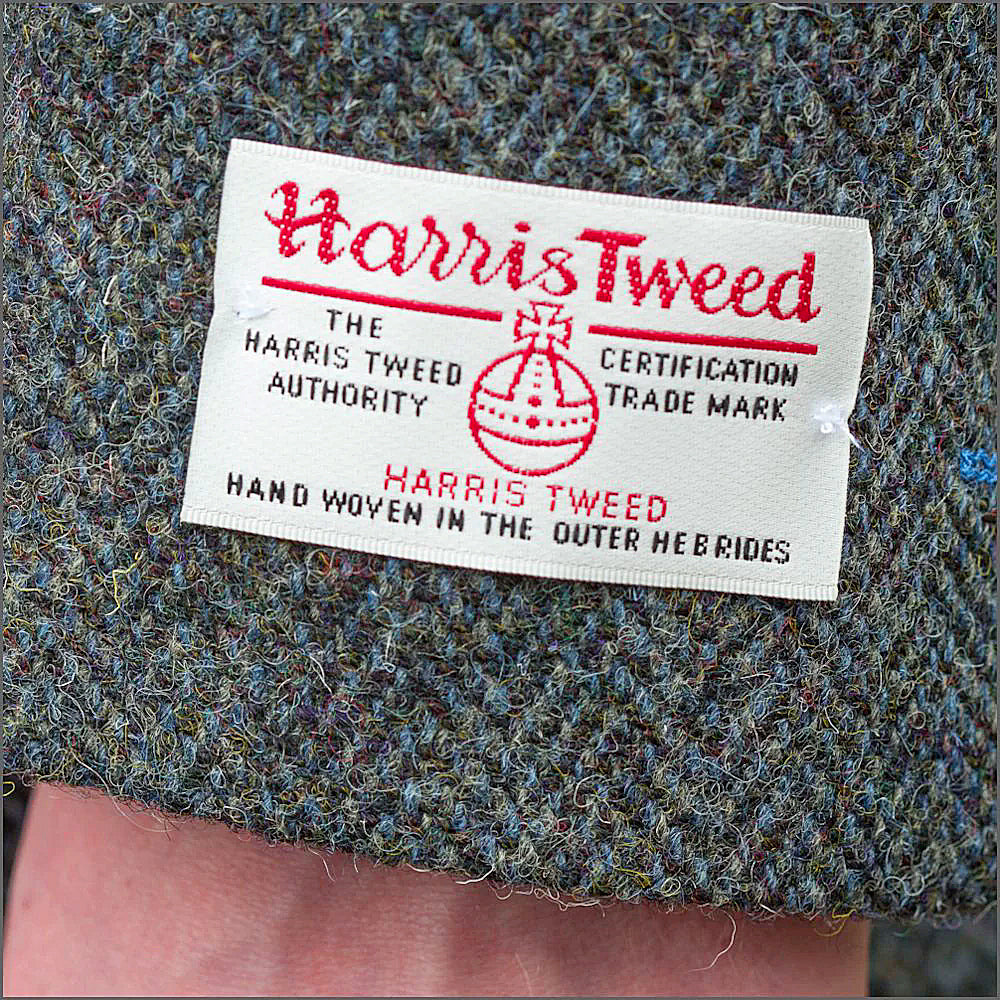 Harris Tweed
THE
HARRIS TWEED
AUTHORITY
CERTIFICATION
TRADE MARK
HARRIS TWEED
HAND WOVEN IN THE OUTER HEBRIDES